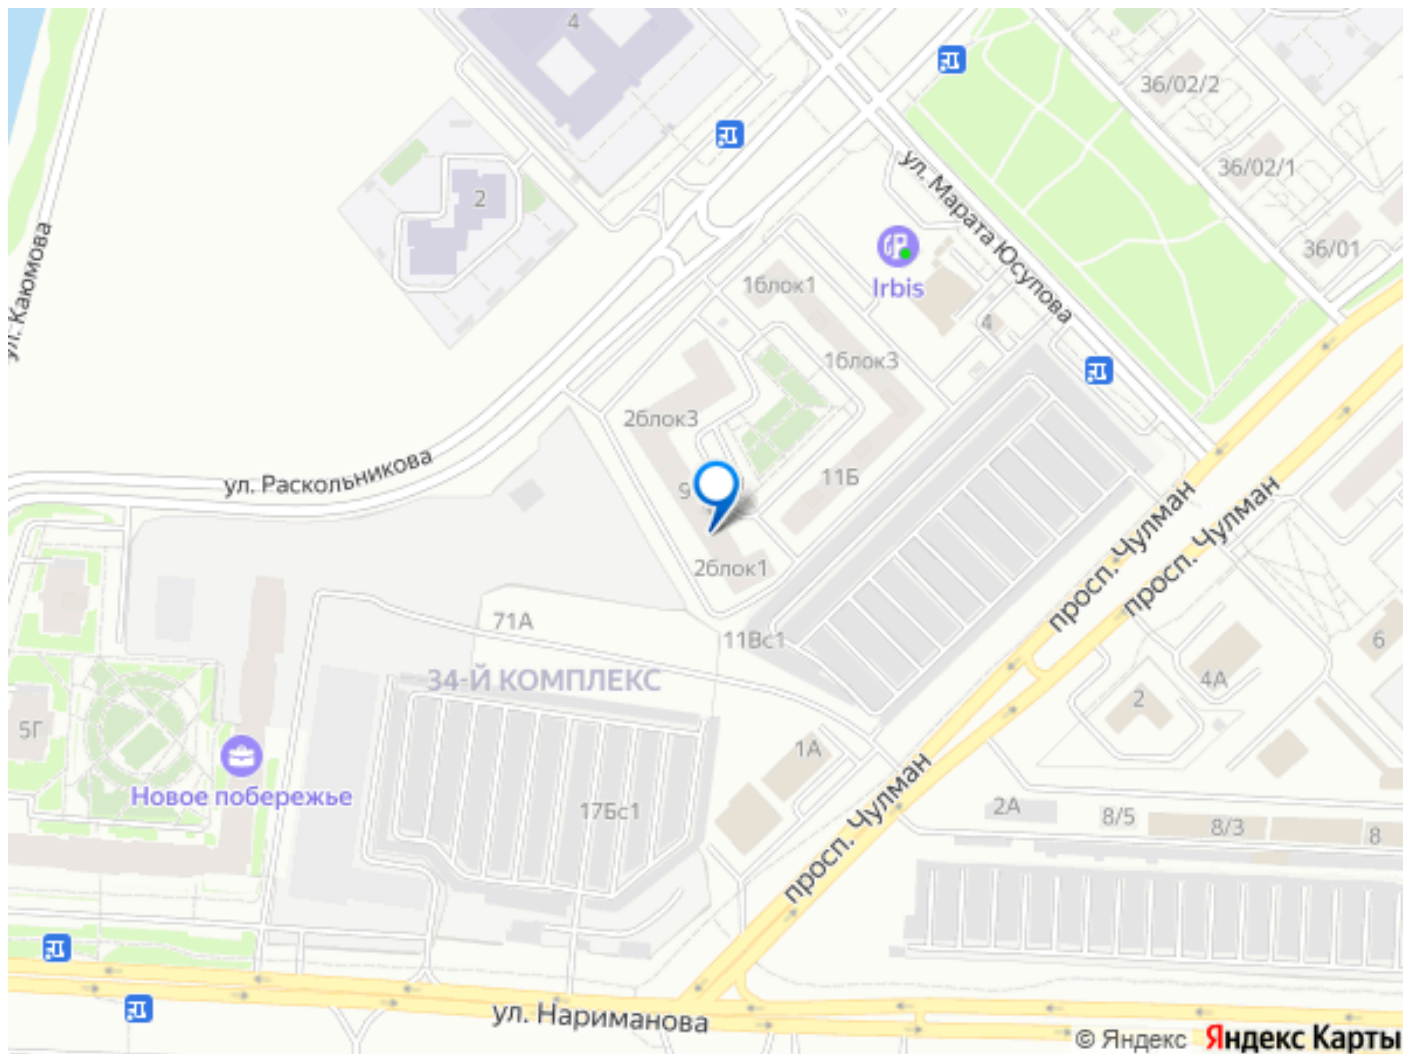 4
36/02/2
36/02/1
2
ул. Марата Юсупова
36/01
ул. Каюмова
1блок1
Irbis
4
1блок3
2блок3
ул. Раскольникова
11Б
9
просп. Чулман
просп. Чулман
2блок1
71А
11Вс1
34-Й КОМПЛЕКС
6
4А
2
5Г
1А
Новое побережье
17Бс1
просп. Чулман
2А
8/5
8/3
8
ул. Нариманова
© Яндекс Яндекс Карты